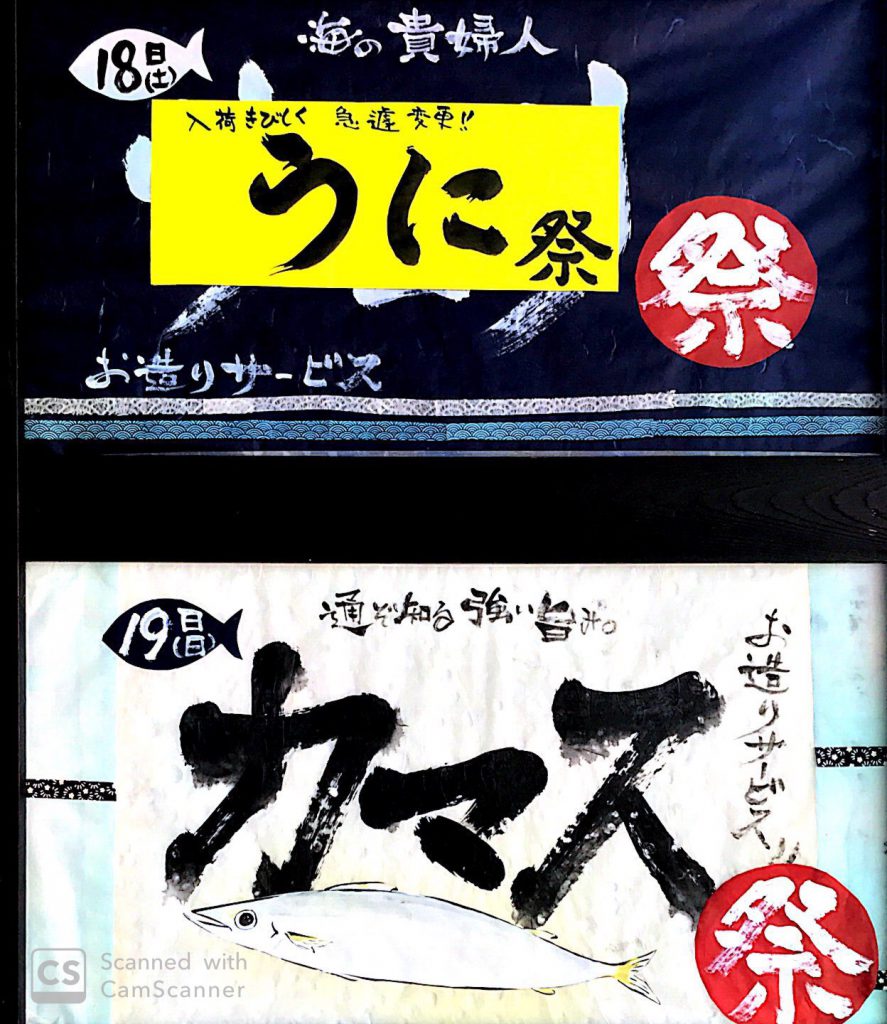 海の貴婦人
18日(土)
入荷きびしく 急遽変更!!
うに祭
祭
お造りサービス
19日(日)
通ぞ知る強い旨み。
カマス
お造りサービス
祭
CS Scanned with
CamScanner